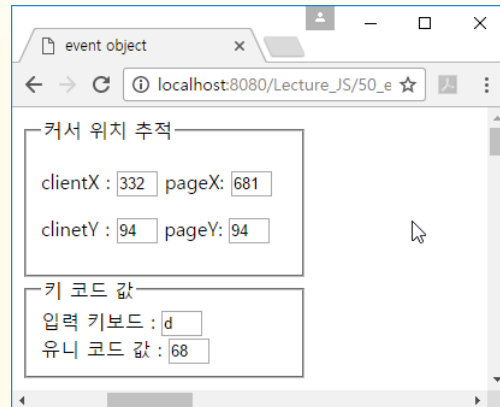 event object
localhost:8080/Lecture_JS/50_e
커서 위치 추적
clientX : 332 pageX: 681
clinetY : 94 pageY: 94
키 코드 값
입력 키보드 : d
유니 코드 값 : 68